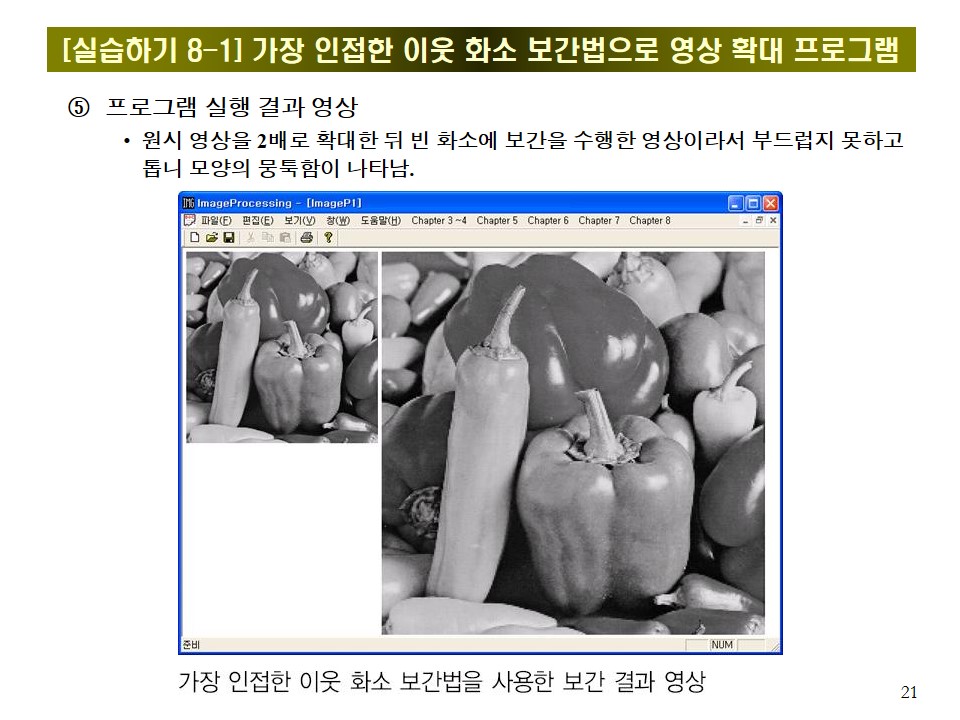 [실습하기 8-1] 가장 인접한 이웃 화소 보간법으로 영상 확대 프로그램
⑤ 프로그램 실행 결과 영상
• 원시 영상을 2배로 확대한 뒤 빈 화소에 보간을 수행한 영상이라서 부드럽지 못하고
톱니 모양의 뭉툭함이 나타남.
ImageProcessing - [ImageP1]
파일(F) 편집(E) 보기(V) 창(W) 도움말(H) Chapter 3 ~4 Chapter 5 Chapter 6 Chapter 7 Chapter 8
준비 NUM
가장 인접한 이웃 화소 보간법을 사용한 보간 결과 영상
21